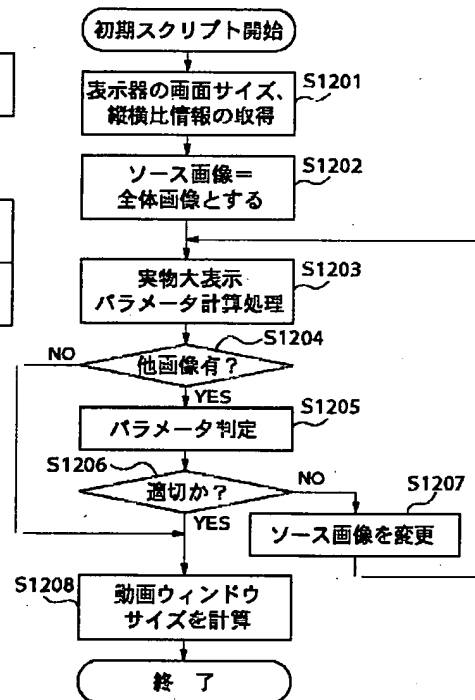 初期スクリプト開始
表示器の画面サイズ、
縦横比情報の取得
S1201
ソース画像＝
全体画像とする
S1202
実物大表示
パラメータ計算処理
S1203
他画像有？
S1204
NO
YES
パラメータ判定
S1205
適切か？
S1206
NO
YES
ソース画像を変更
S1207
動画ウィンドウ
サイズを計算
S1208
終 了